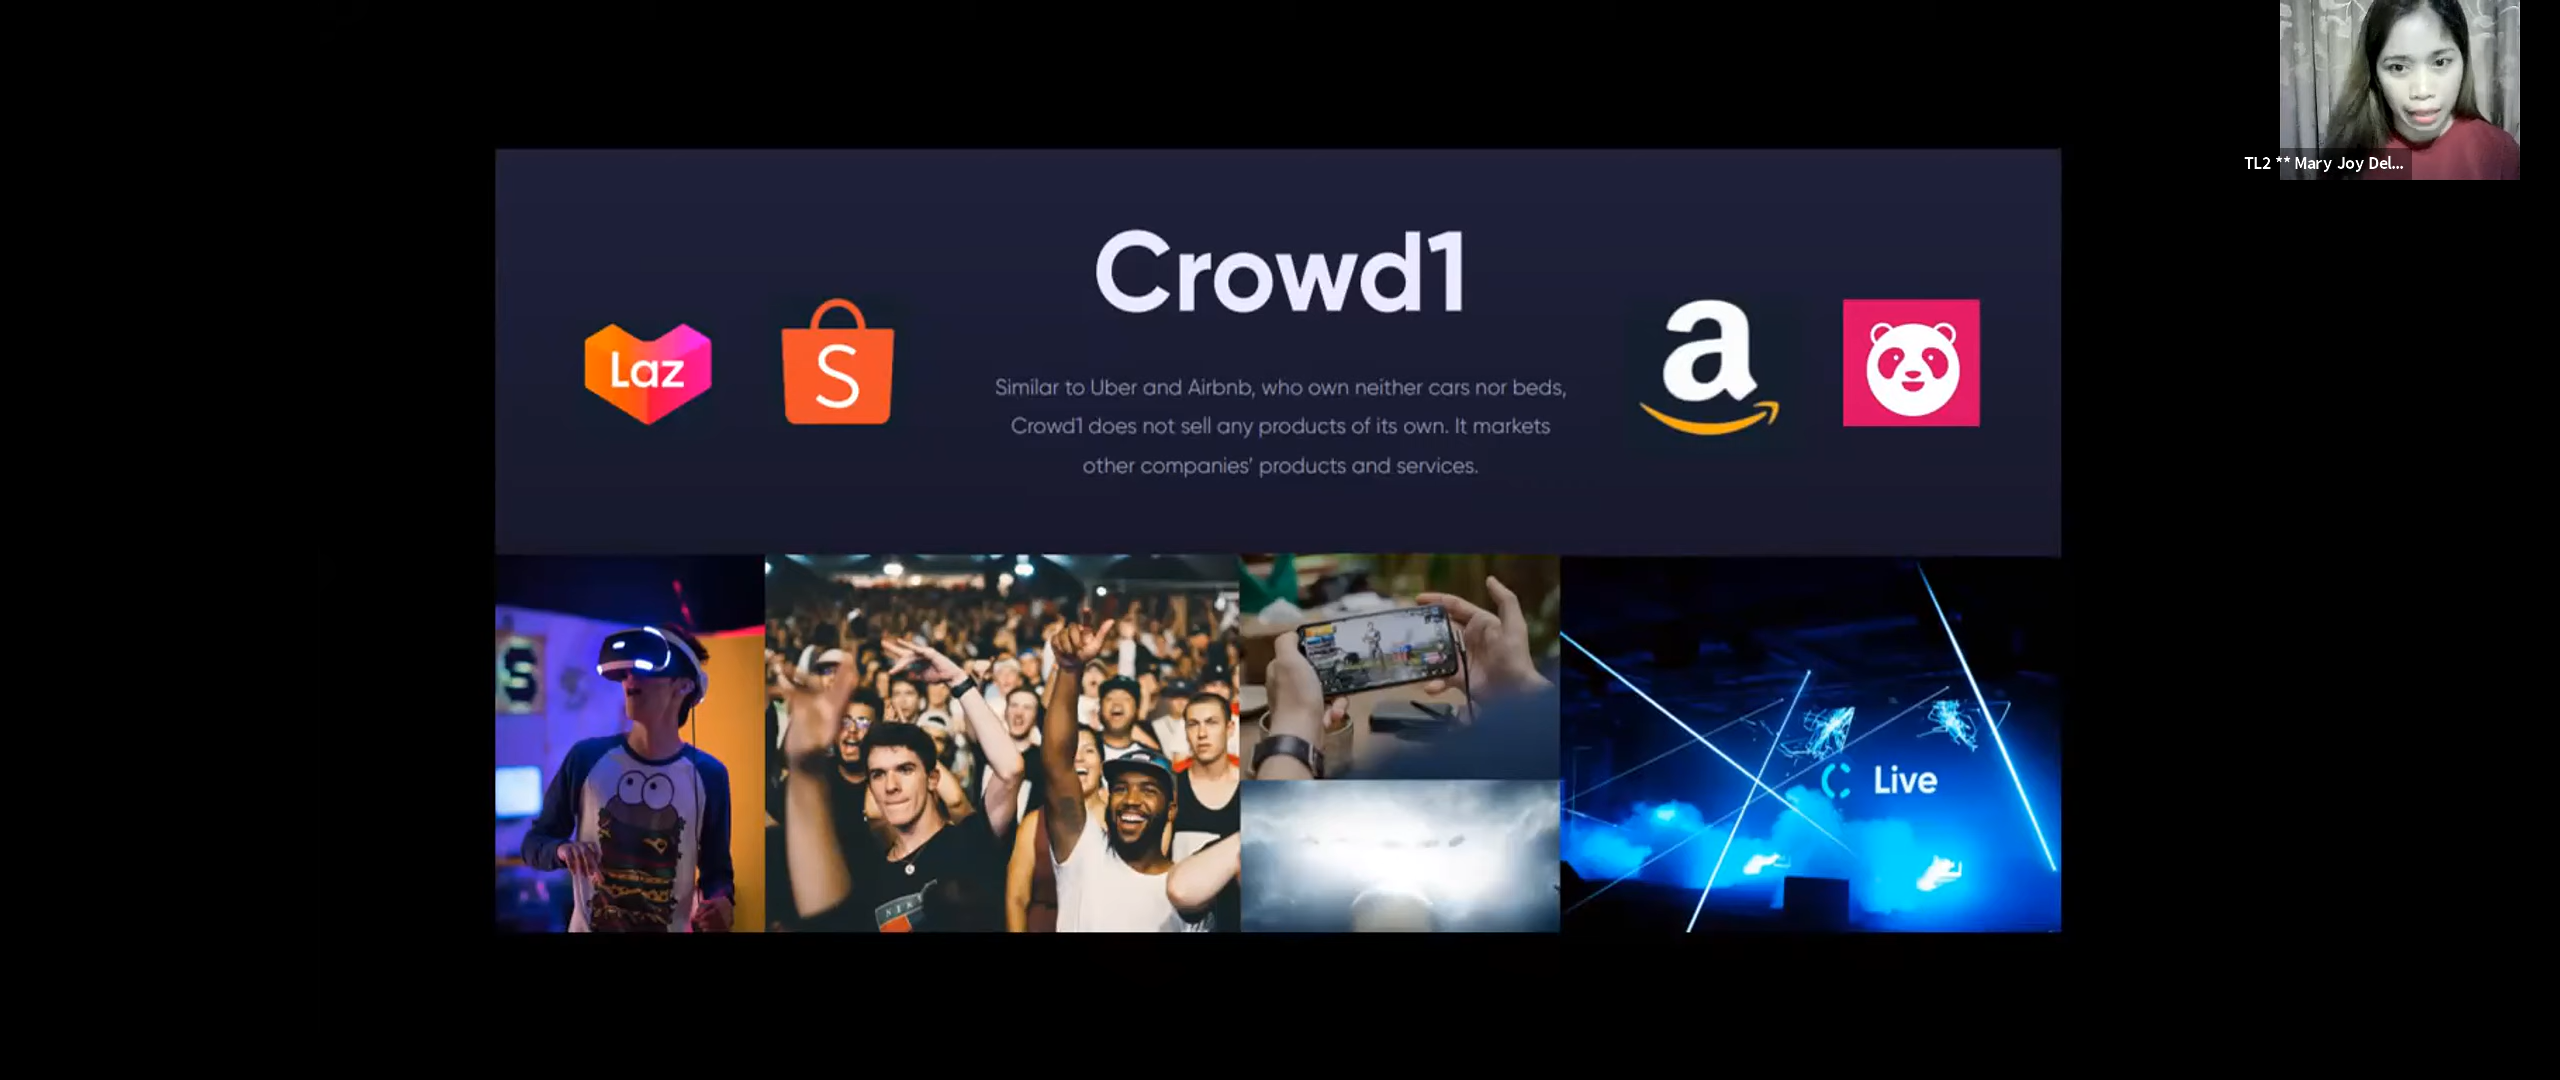 TL2 ** Mary Joy Del...
Crowd1
Laz
S
a
Similar to Uber and Airbnb, who own neither cars nor beds,
Crowd1 does not sell any products of its own. It markets
other companies' products and services.
S
Live